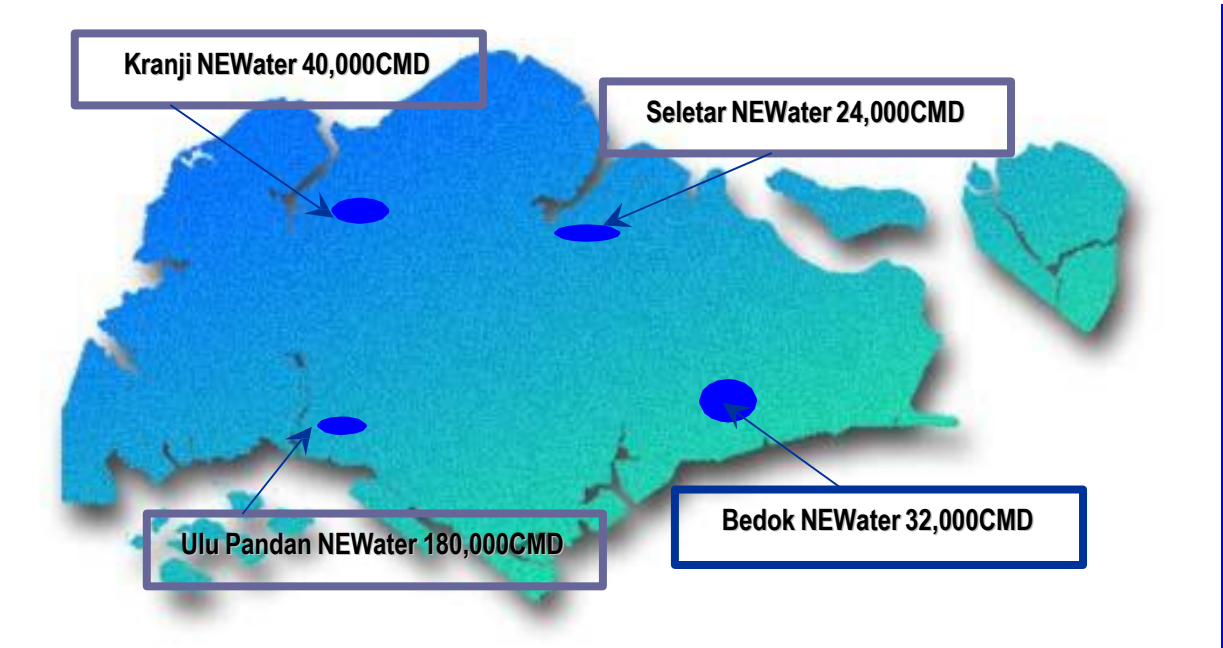 Kranji NEWater 40,000CMD
Seletar NEWater 24,000CMD
Ulu Pandan NEWater 180,000CMD
Bedok NEWater 32,000CMD